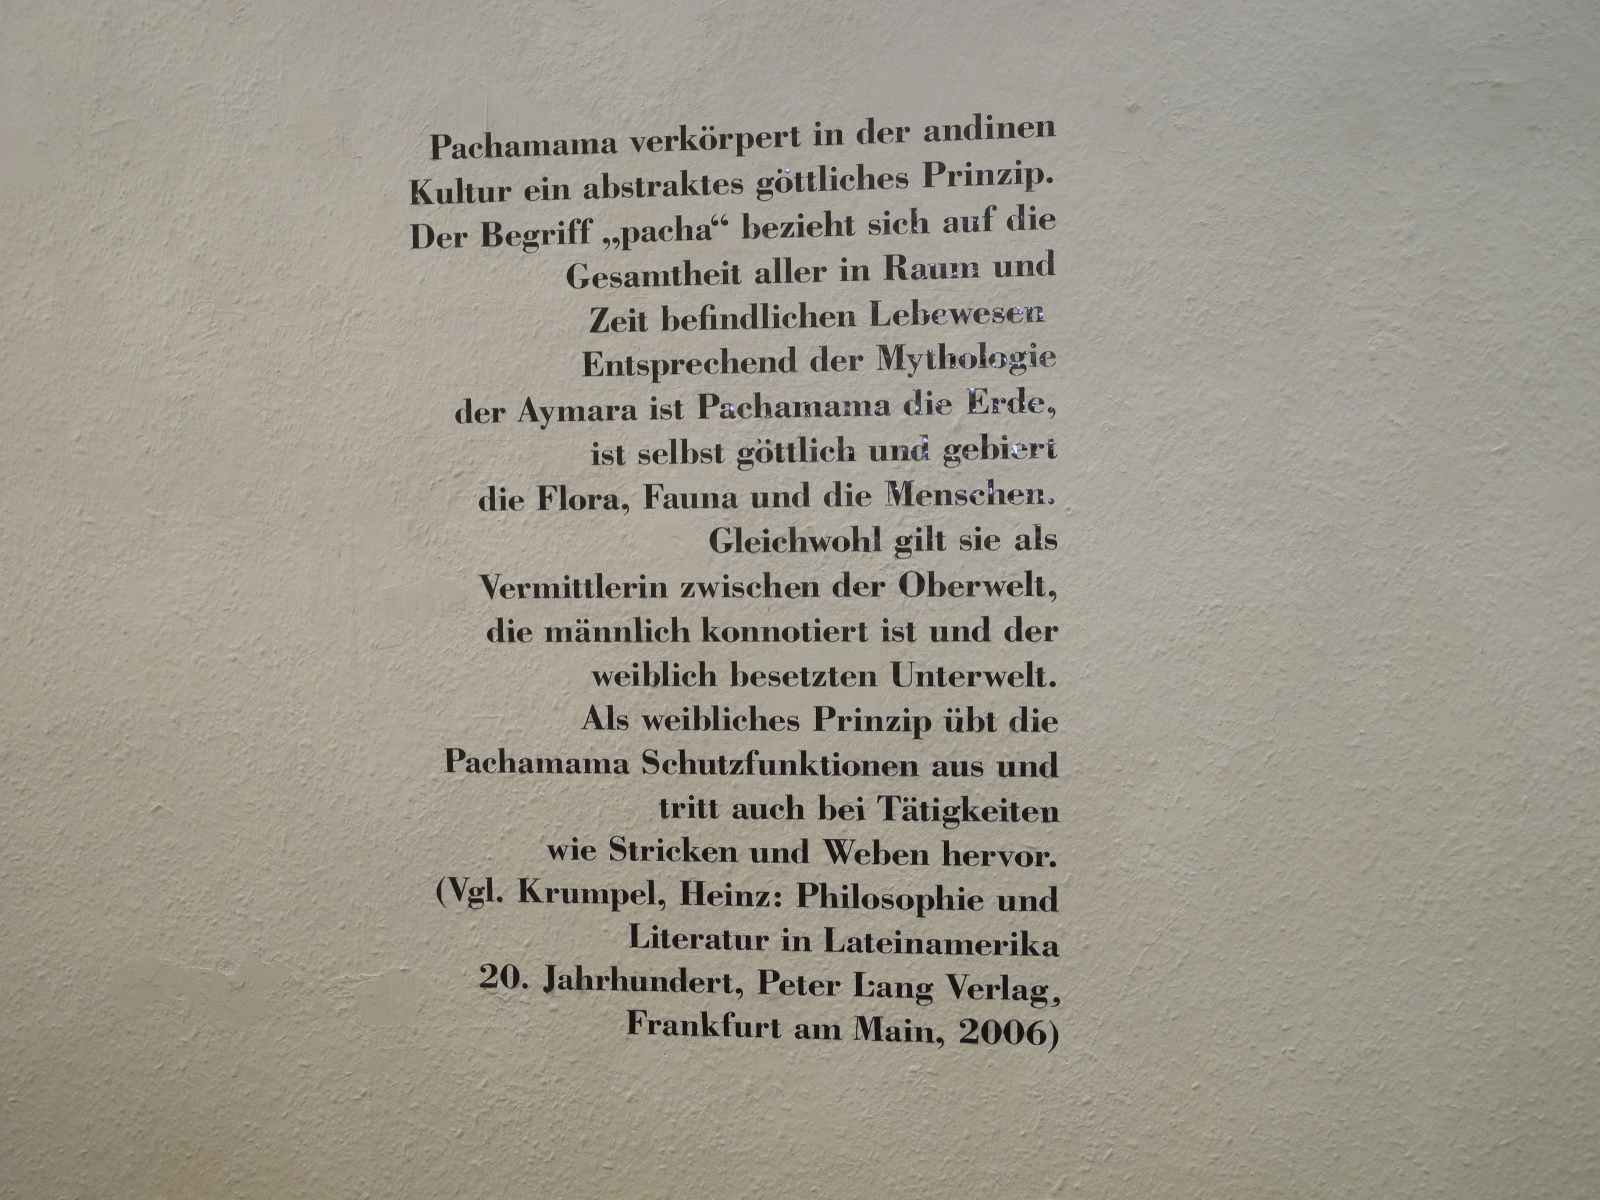 Pachamama verkörpert in der andinen
Kultur ein abstraktes göttliches Prinzip.
Der Begriff „pacha“ bezieht sich auf die
Gesamtheit aller in Raum und
Zeit befindlichen Lebewesen
Entsprechend der Mythologie
der Aymara ist Pachamama die Erde,
ist selbst göttlich und gebiert
die Flora, Fauna und die Menschen.
Gleichwohl gilt sie als
Vermittlerin zwischen der Oberwelt,
die männlich konnotiert ist und der
weiblich besetzten Unterwelt.
Als weibliches Prinzip übt die
Pachamama Schutzfunktionen aus und
tritt auch bei Tätigkeiten
wie Stricken und Weben hervor.
(Vgl. Krumpel, Heinz: Philosophie und
Literatur in Lateinamerika
20. Jahrhundert, Peter Lang Verlag,
Frankfurt am Main, 2006)